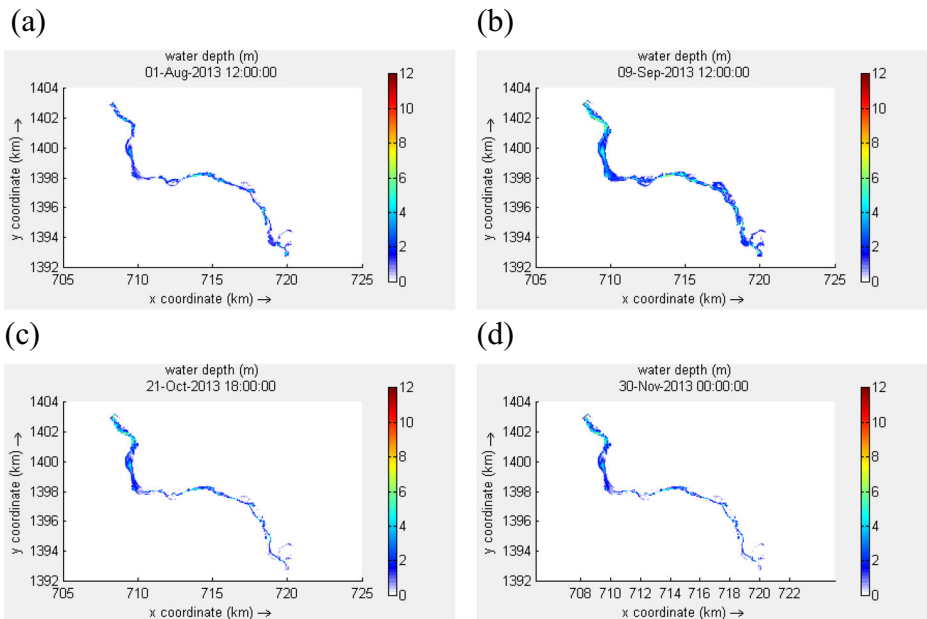 (a)
water depth (m)
01-Aug-2013 12:00:00
y coordinate (km) →
1404
1402
1400
1398
1396
1394
1392
705 710 715 720 725
x coordinate (km) →
12
10
8
6
4
2
0
(b)
water depth (m)
09-Sep-2013 12:00:00
y coordinate (km) →
1404
1402
1400
1398
1396
1394
1392
705 710 715 720 725
x coordinate (km) →
12
10
8
6
4
2
0
(c)
water depth (m)
21-Oct-2013 18:00:00
y coordinate (km) →
1404
1402
1400
1398
1396
1394
1392
705 710 715 720 725
x coordinate (km) →
12
10
8
6
4
2
0
(d)
water depth (m)
30-Nov-2013 00:00:00
y coordinate (km) →
1404
1402
1400
1398
1396
1394
1392
708 710 712 714 716 718 720 722
x coordinate (km) →
12
10
8
6
4
2
0